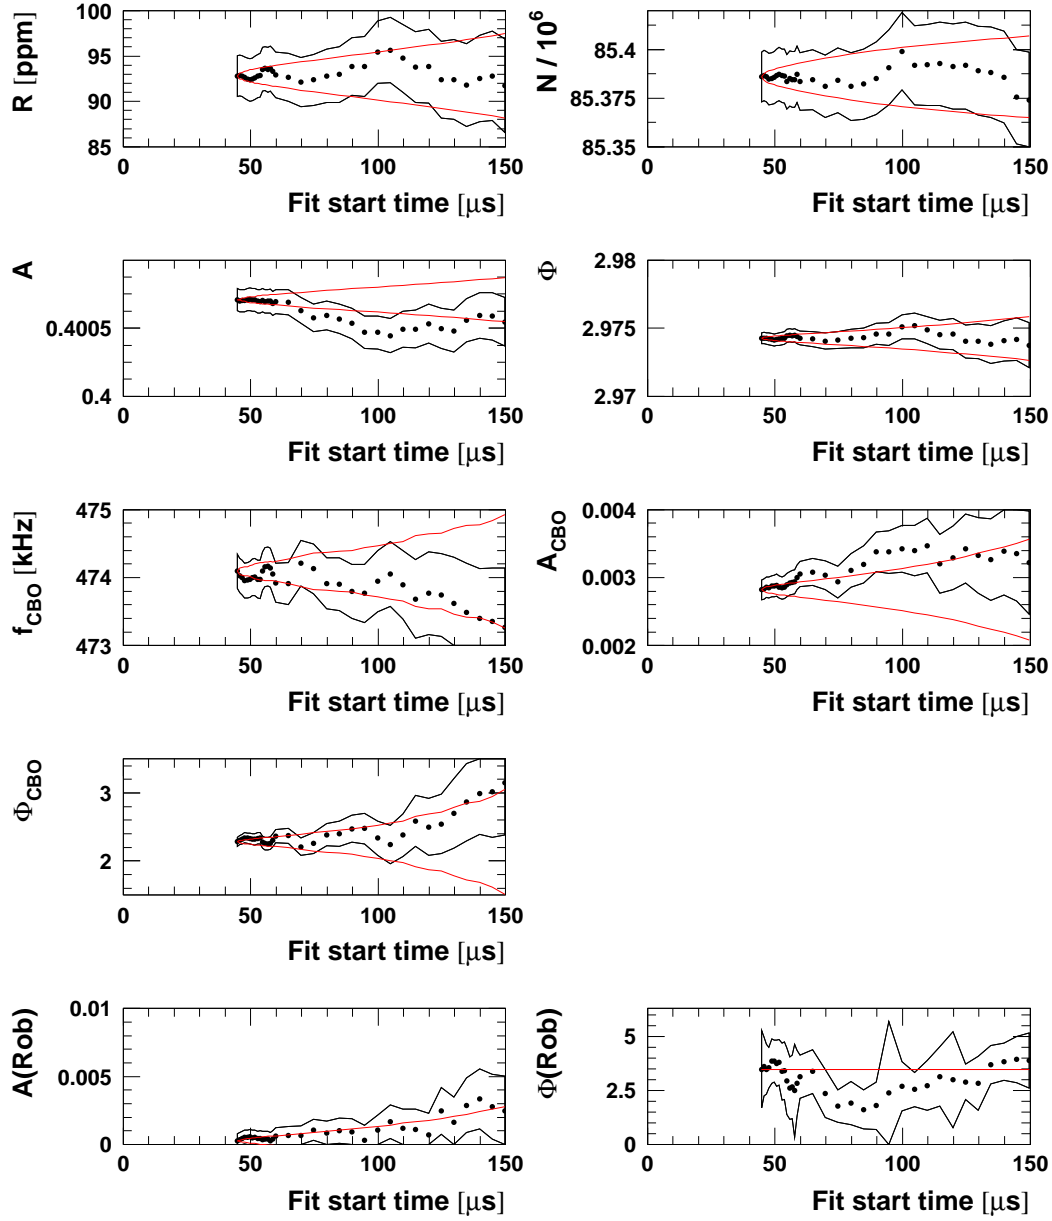 R [ppm]
100
95
90
85
0 50 100 150
Fit start time [μs]
N / 10^6
85.4
85.375
85.35
0 50 100 150
Fit start time [μs]
A
0.4005
0.4
0 50 100 150
Fit start time [μs]
Φ
2.98
2.975
2.97
0 50 100 150
Fit start time [μs]
f_CBO [kHz]
475
474
473
0 50 100 150
Fit start time [μs]
A_CBO
0.004
0.003
0.002
0 50 100 150
Fit start time [μs]
Φ_CBO
3
2
0 50 100 150
Fit start time [μs]
A(Rob)
0.01
0.005
0
0 50 100 150
Fit start time [μs]
Φ(Rob)
5
2.5
0
0 50 100 150
Fit start time [μs]